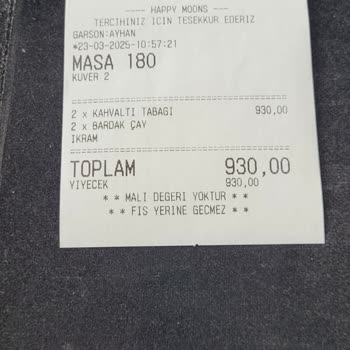 ---- HAPPY MOONS ----
TERCIHINIZ ICIN TESEKKUR EDERIZ
GARSON:AYHAN
*23-03-2025-10:57:21
MASA 180
KUVER 2
2 x KAHVALTI TABAGI 930,00
2 x BARDAK ÇAY
IKRAM
TOPLAM 930,00
YIYECEK 930,00
* * MALI DEGERI YOKTUR * *
* * FIS YERINE GECMEZ * *